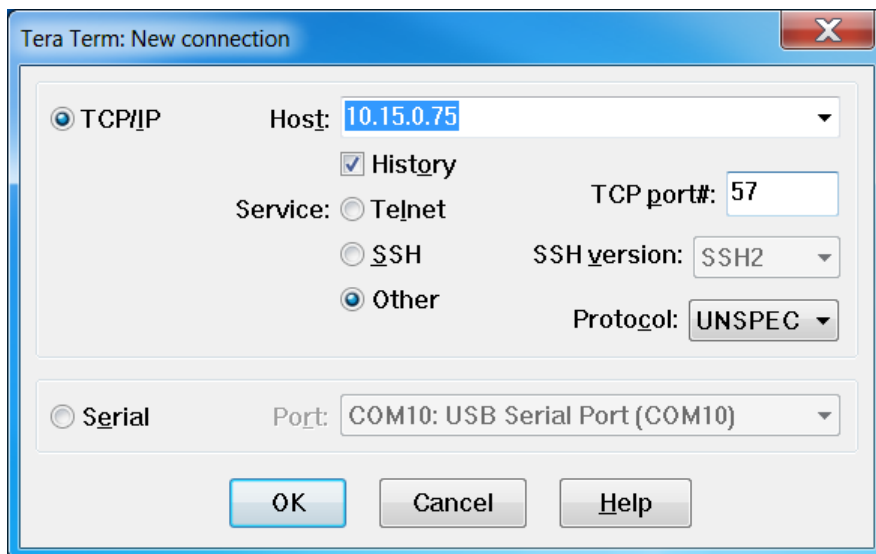 Tera Term: New connection
TCP/IP Host: 10.15.0.75
History
Service: Telnet TCP port#: 57
SSH SSH version: SSH2
Other Protocol: UNSPEC
Serial Port: COM10: USB Serial Port (COM10)
OK Cancel Help